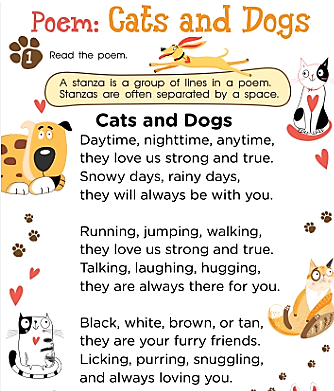 Poem: Cats and Dogs
1 Read the poem.
A stanza is a group of lines in a poem.
Stanzas are often separated by a space.
Cats and Dogs
Daytime, nighttime, anytime,
they love us strong and true.
Snowy days, rainy days,
they will always be with you.
Running, jumping, walking,
they love us strong and true.
Talking, laughing, hugging,
they are always there for you.
Black, white, brown, or tan,
they are your furry friends.
Licking, purring, snuggling,
and always loving you.